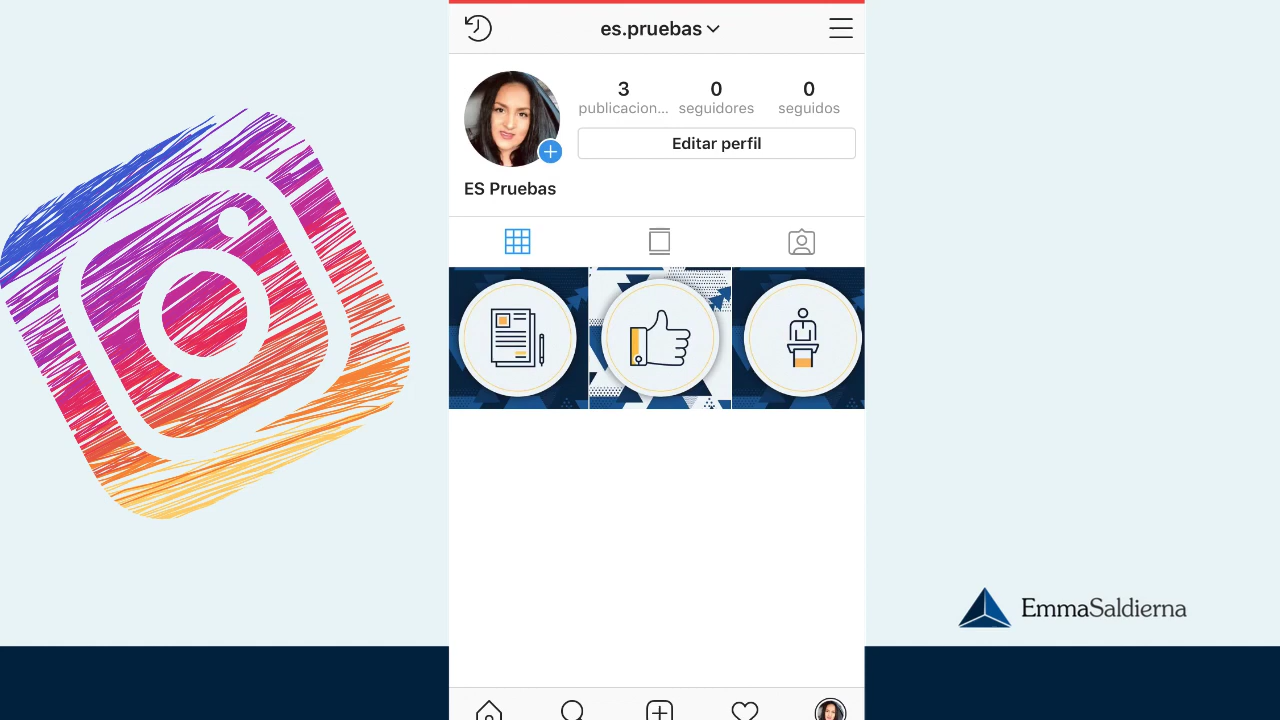 es.pruebas
3 0 0
publicacion... seguidores seguidos
Editar perfil
ES Pruebas
EmmaSaldierna